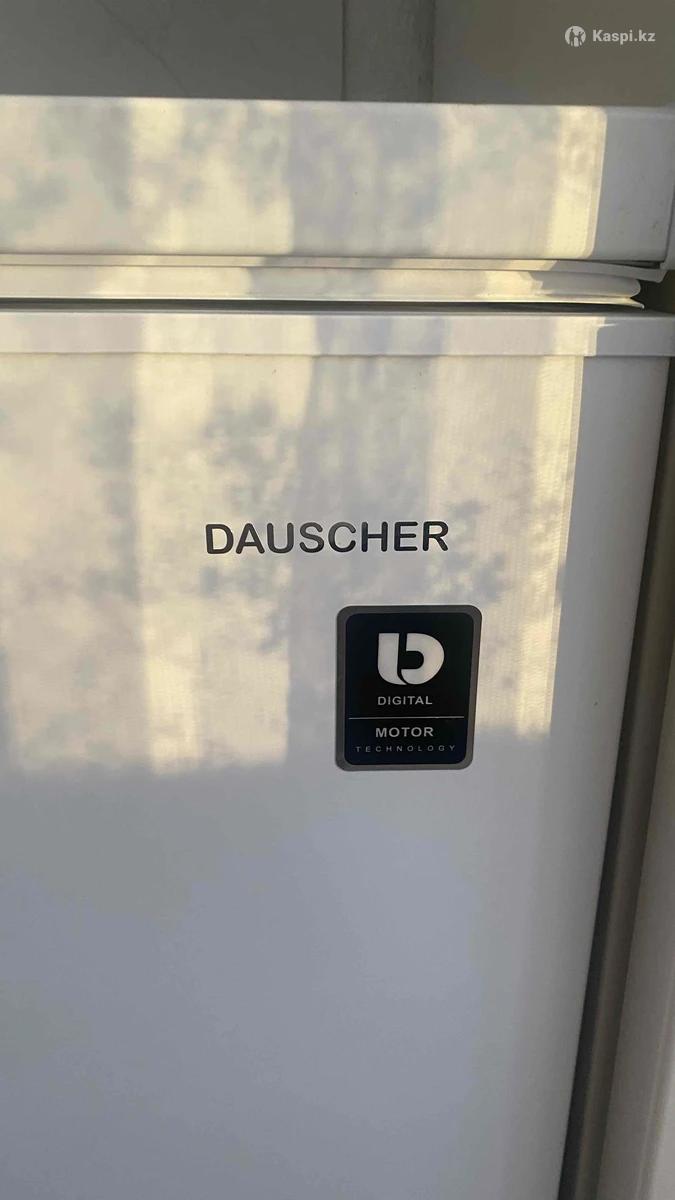 Kaspi.kz
DAUSCHER
DIGITAL
MOTOR
TECHNOLOGY